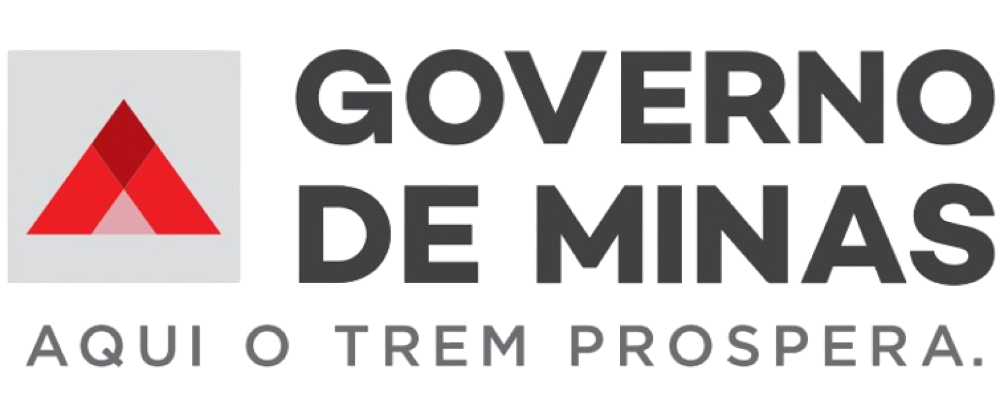 GOVERNO
DE MINAS
AQUI O TREM PROSPERA.